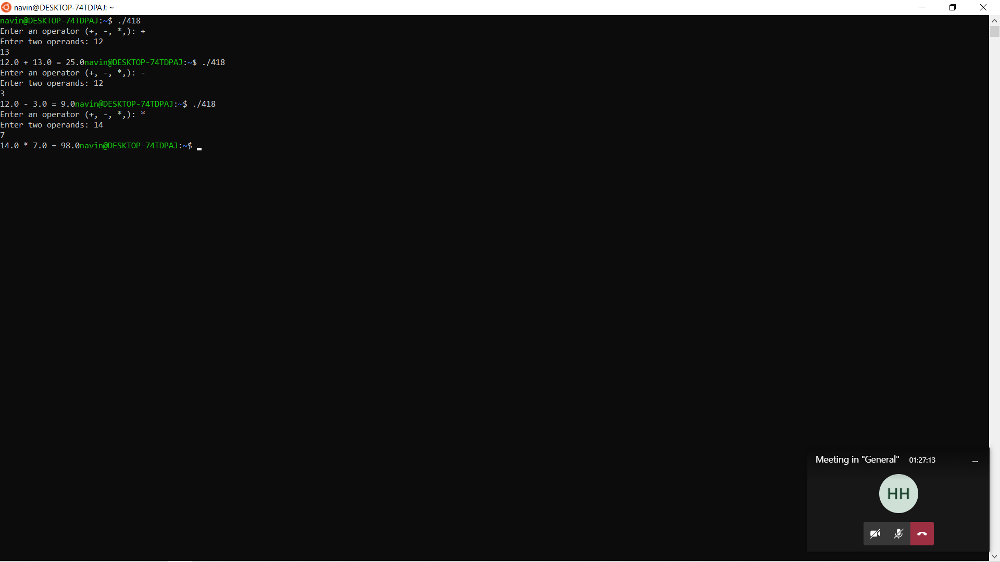 navin@DESKTOP-74TDPAJ: ~
navin@DESKTOP-74TDPAJ:~$ ./418
Enter an operator (+, -, *,): +
Enter two operands: 12
13
12.0 + 13.0 = 25.0navin@DESKTOP-74TDPAJ:~$ ./418
Enter an operator (+, -, *,): -
Enter two operands: 12
3
12.0 - 3.0 = 9.0navin@DESKTOP-74TDPAJ:~$ ./418
Enter an operator (+, -, *,): *
Enter two operands: 14
7
14.0 * 7.0 = 98.0navin@DESKTOP-74TDPAJ:~$
Meeting in "General" 01:27:13
HH